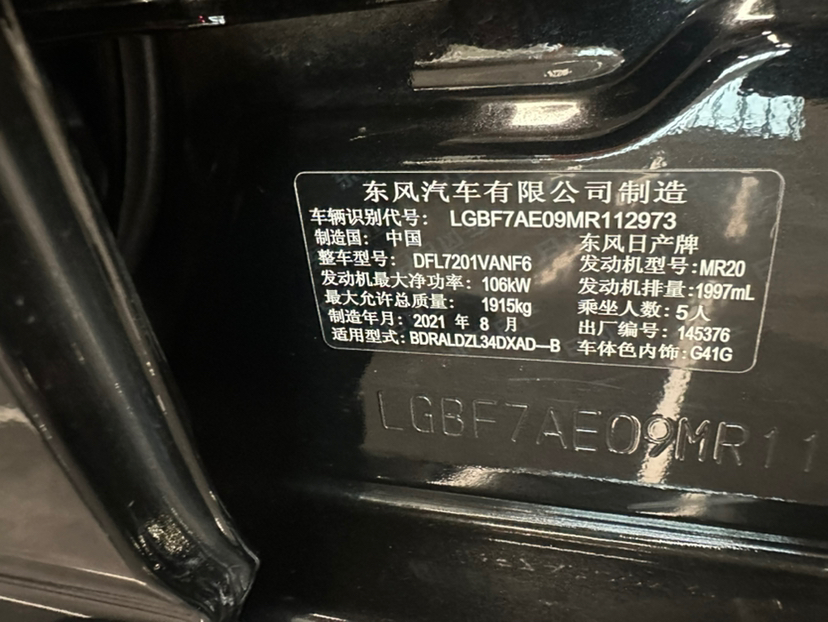 东风汽车有限公司制造
车辆识别代号: LGBF7AE09MR112973
制造国: 中国 东风日产牌
整车型号: DFL7201VANF6 发动机型号:MR20
发动机最大净功率: 106kW 发动机排量:1997mL
最大允许总质量: 1915kg 乘坐人数:5人
制造年月: 2021 年 8 月 出厂编号: 145376
适用型式: BDRALDZL34DXAD—B 车体色内饰:G41G
LGBF7AE09MR11